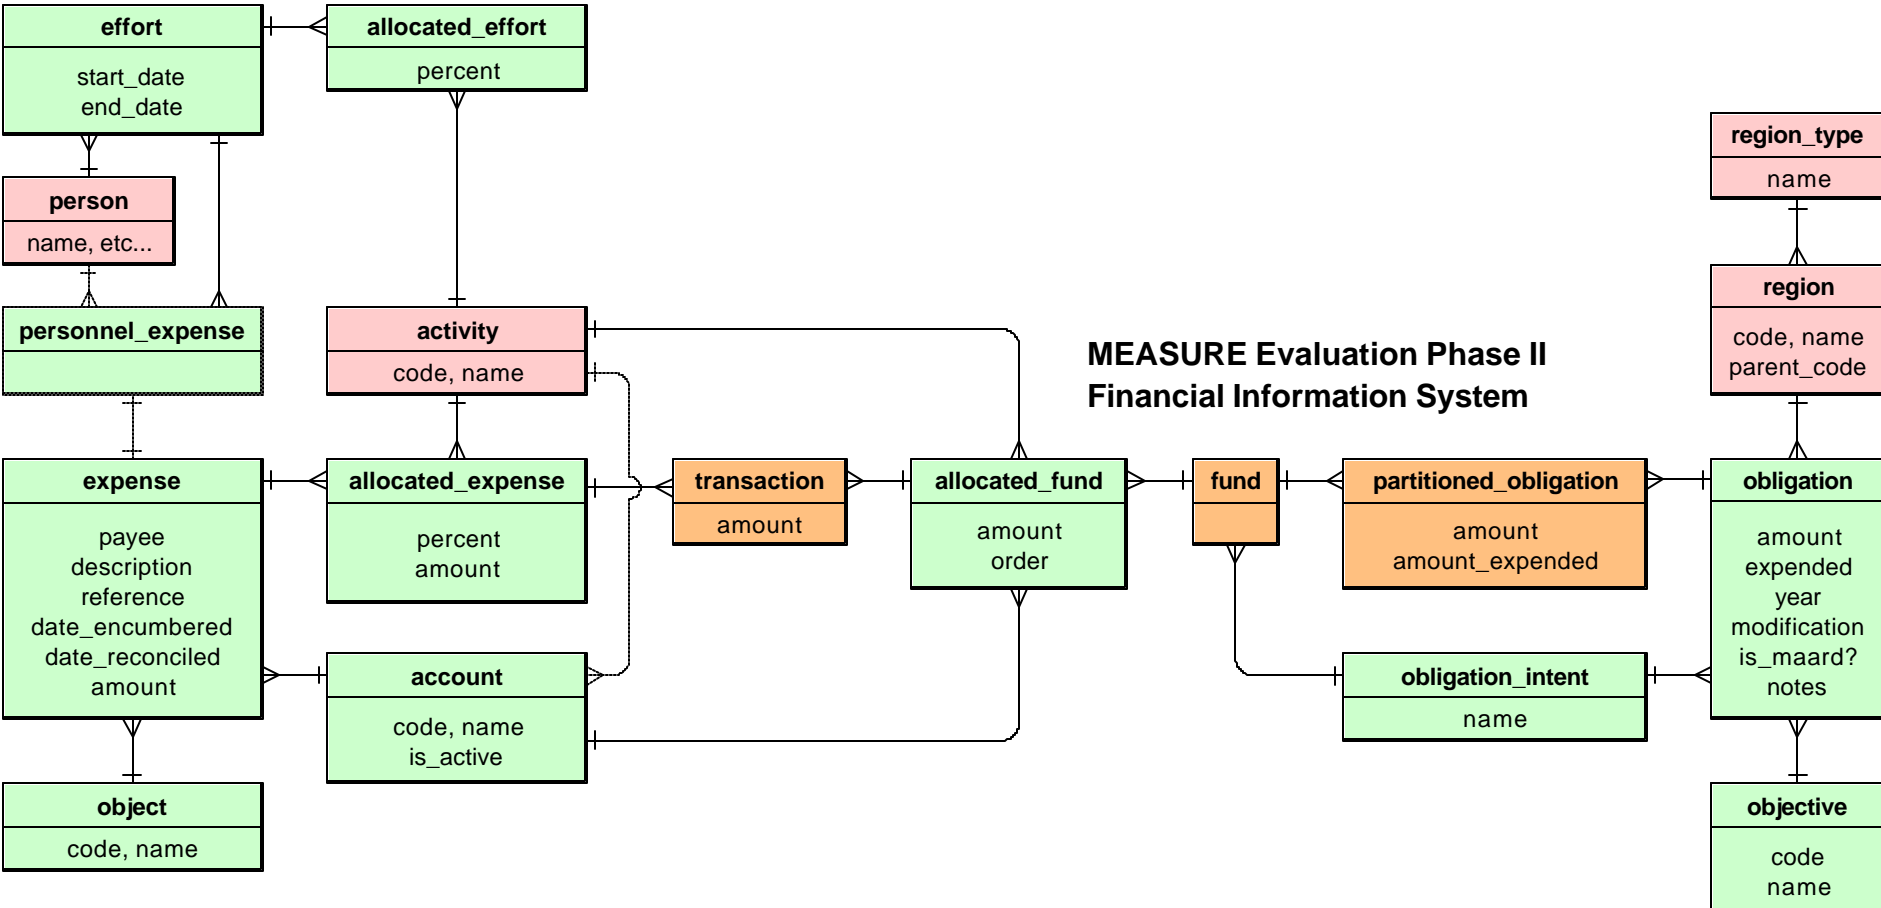 effort
start_date
end_date
allocated_effort
percent
person
name, etc...
personnel_expense
activity
code, name
MEASURE Evaluation Phase II
Financial Information System
region_type
name
region
code, name
parent_code
expense
payee
description
reference
date_encumbered
date_reconciled
amount
allocated_expense
percent
amount
transaction
amount
allocated_fund
amount
order
fund
partitioned_obligation
amount
amount_expended
obligation
amount
expended
year
modification
is_maard?
notes
account
code, name
is_active
obligation_intent
name
object
code, name
objective
code
name